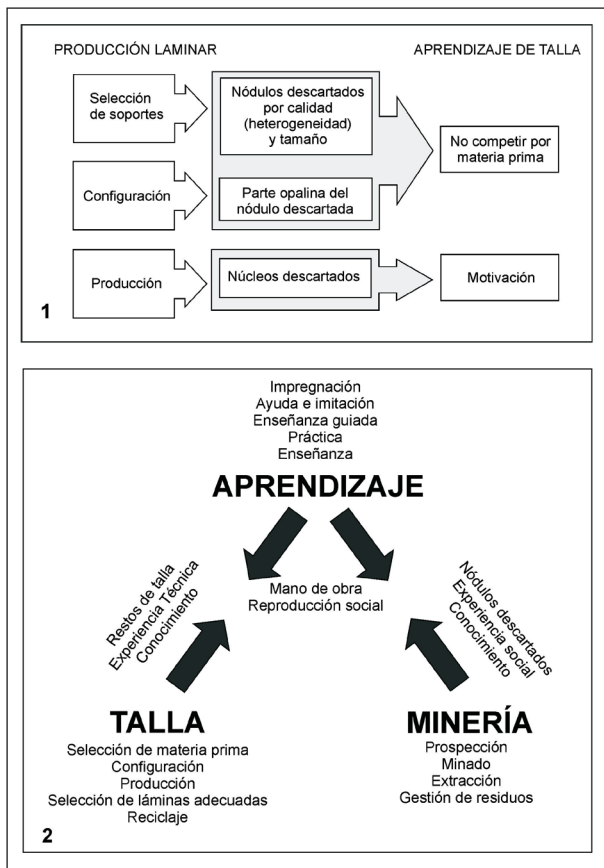 PRODUCCIÓN LAMINAR
APRENDIZAJE DE TALLA
Selección
de soportes
Nódulos descartados
por calidad
(heterogeneidad)
y tamaño
No competir por
materia prima
Configuración
Parte opalina del
nódulo descartada
Producción
Núcleos descartados
Motivación
1
Impregnación
Ayuda e imitación
Enseñanza guiada
Práctica
Enseñanza
APRENDIZAJE
Restos de talla
Experiencia Técnica
Conocimiento
Mano de obra
Reproducción social
Nódulos descartados
Experiencia social
Conocimiento
TALLA
Selección de materia prima
Configuración
Producción
Selección de láminas adecuadas
Reciclaje
MINERÍA
Prospección
Minado
Extracción
Gestión de residuos
2